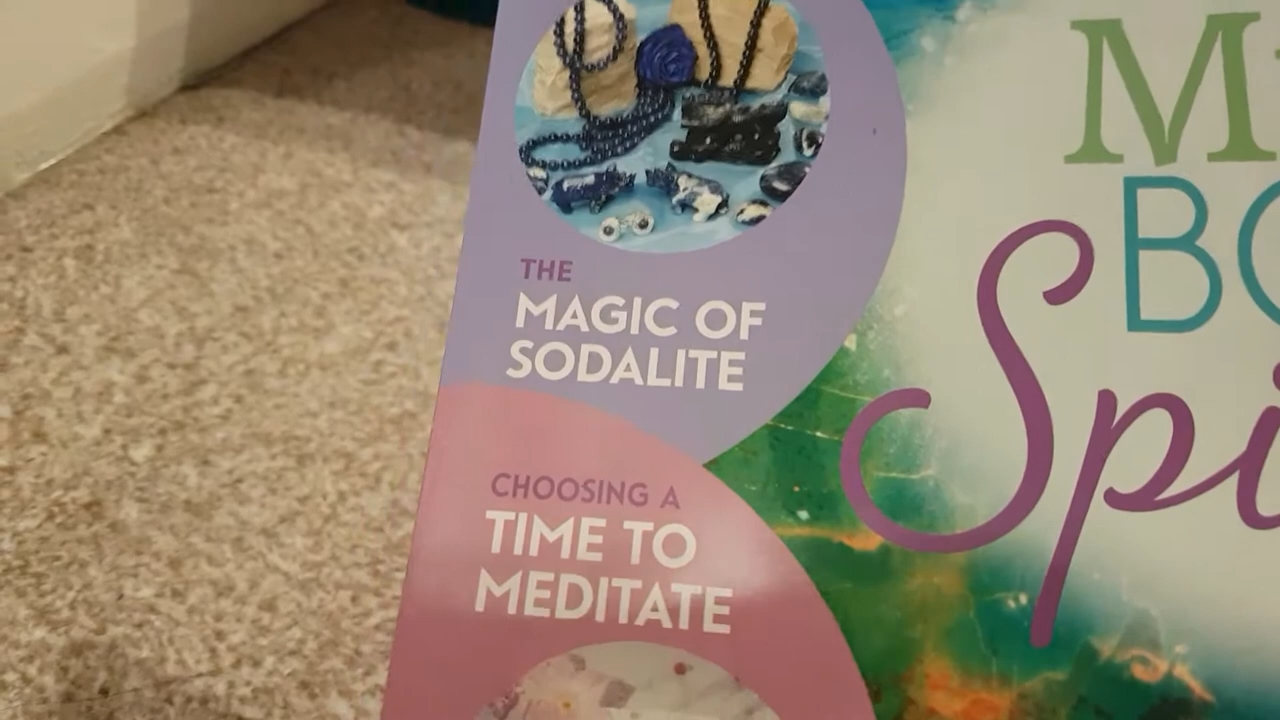 THE
MAGIC OF
SODALITE
CHOOSING A
TIME TO
MEDITATE